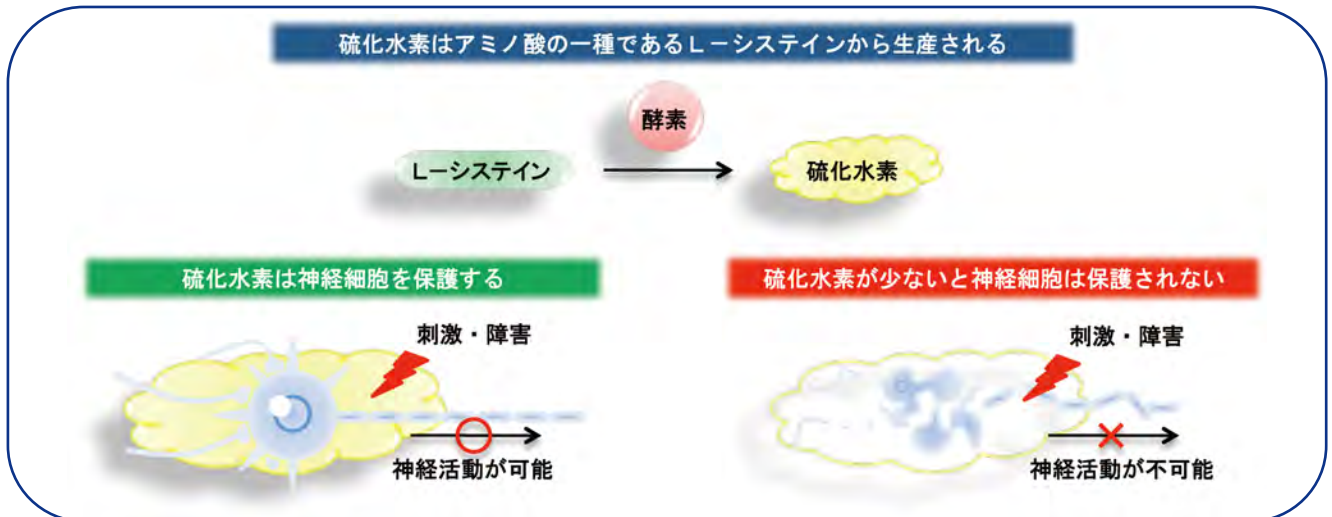 硫化水素はアミノ酸の一種であるL－システインから生産される
酵素
L－システイン
硫化水素
硫化水素は神経細胞を保護する
刺激・障害
神経活動が可能
硫化水素が少ないと神経細胞は保護されない
刺激・障害
神経活動が不可能